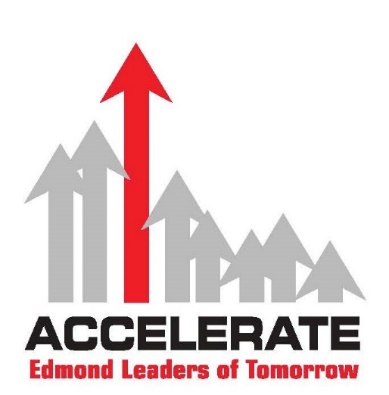 ACCELERATE
Edmond Leaders of Tomorrow